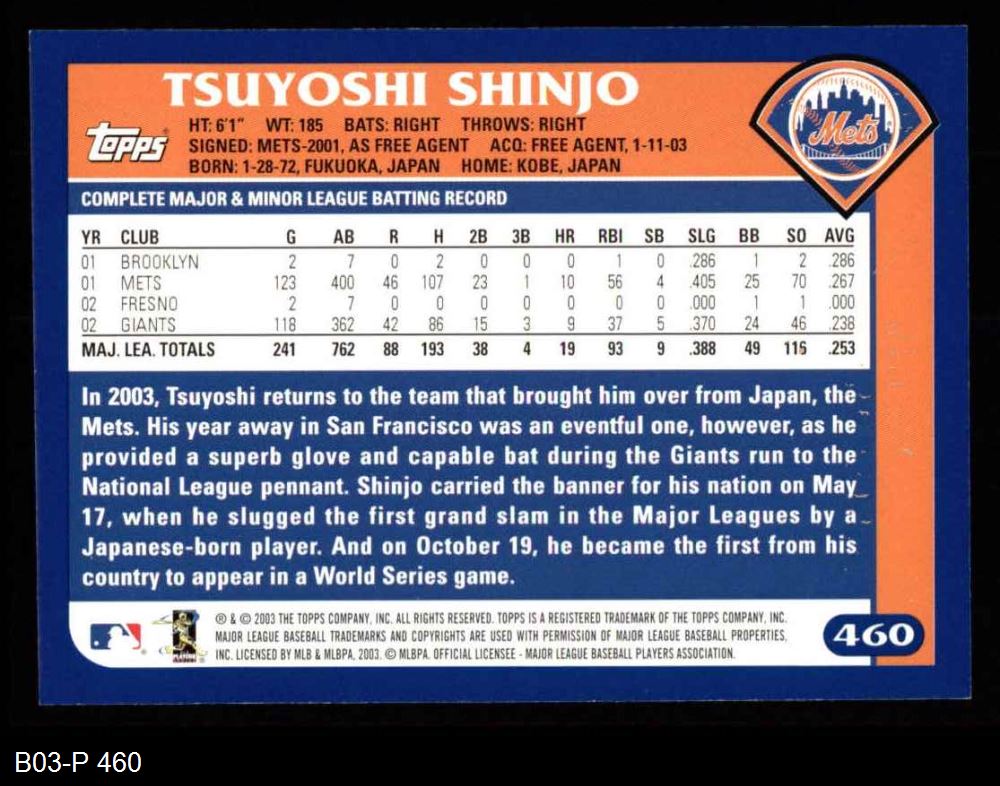 TSUYOSHI SHINJO
Mets
topps
HT: 6'1" WT: 185 BATS: RIGHT THROWS: RIGHT
SIGNED: METS-2001, AS FREE AGENT ACQ: FREE AGENT, 1-11-03
BORN: 1-28-72, FUKUOKA, JAPAN HOME: KOBE, JAPAN
COMPLETE MAJOR & MINOR LEAGUE BATTING RECORD
YR CLUB G AB R H 2B 3B HR RBI SB SLG BB SO AVG
01 BROOKLYN 2 7 0 2 0 0 0 1 0 .286 1 2 .286
01 METS 123 400 46 107 23 1 10 56 4 .405 25 70 .267
02 FRESNO 2 7 0 0 0 0 0 0 0 .000 1 1 .000
02 GIANTS 118 362 42 86 15 3 9 37 5 .370 24 46 .238
MAJ. LEA. TOTALS 241 762 88 193 38 4 19 93 9 .388 49 116 .253
In 2003, Tsuyoshi returns to the team that brought him over from Japan, the
Mets. His year away in San Francisco was an eventful one, however, as he
provided a superb glove and capable bat during the Giants run to the
National League pennant. Shinjo carried the banner for his nation on May
17, when he slugged the first grand slam in the Major Leagues by a
Japanese-born player. And on October 19, he became the first from his
country to appear in a World Series game.
® & © 2003 THE TOPPS COMPANY, INC. ALL RIGHTS RESERVED. TOPPS IS A REGISTERED TRADEMARK OF THE TOPPS COMPANY, INC.
MAJOR LEAGUE BASEBALL TRADEMARKS AND COPYRIGHTS ARE USED WITH PERMISSION OF MAJOR LEAGUE BASEBALL PROPERTIES,
INC. LICENSED BY MLB & MLBPA, 2003. © MLBPA. OFFICIAL LICENSEE - MAJOR LEAGUE BASEBALL PLAYERS ASSOCIATION.
460
B03-P 460